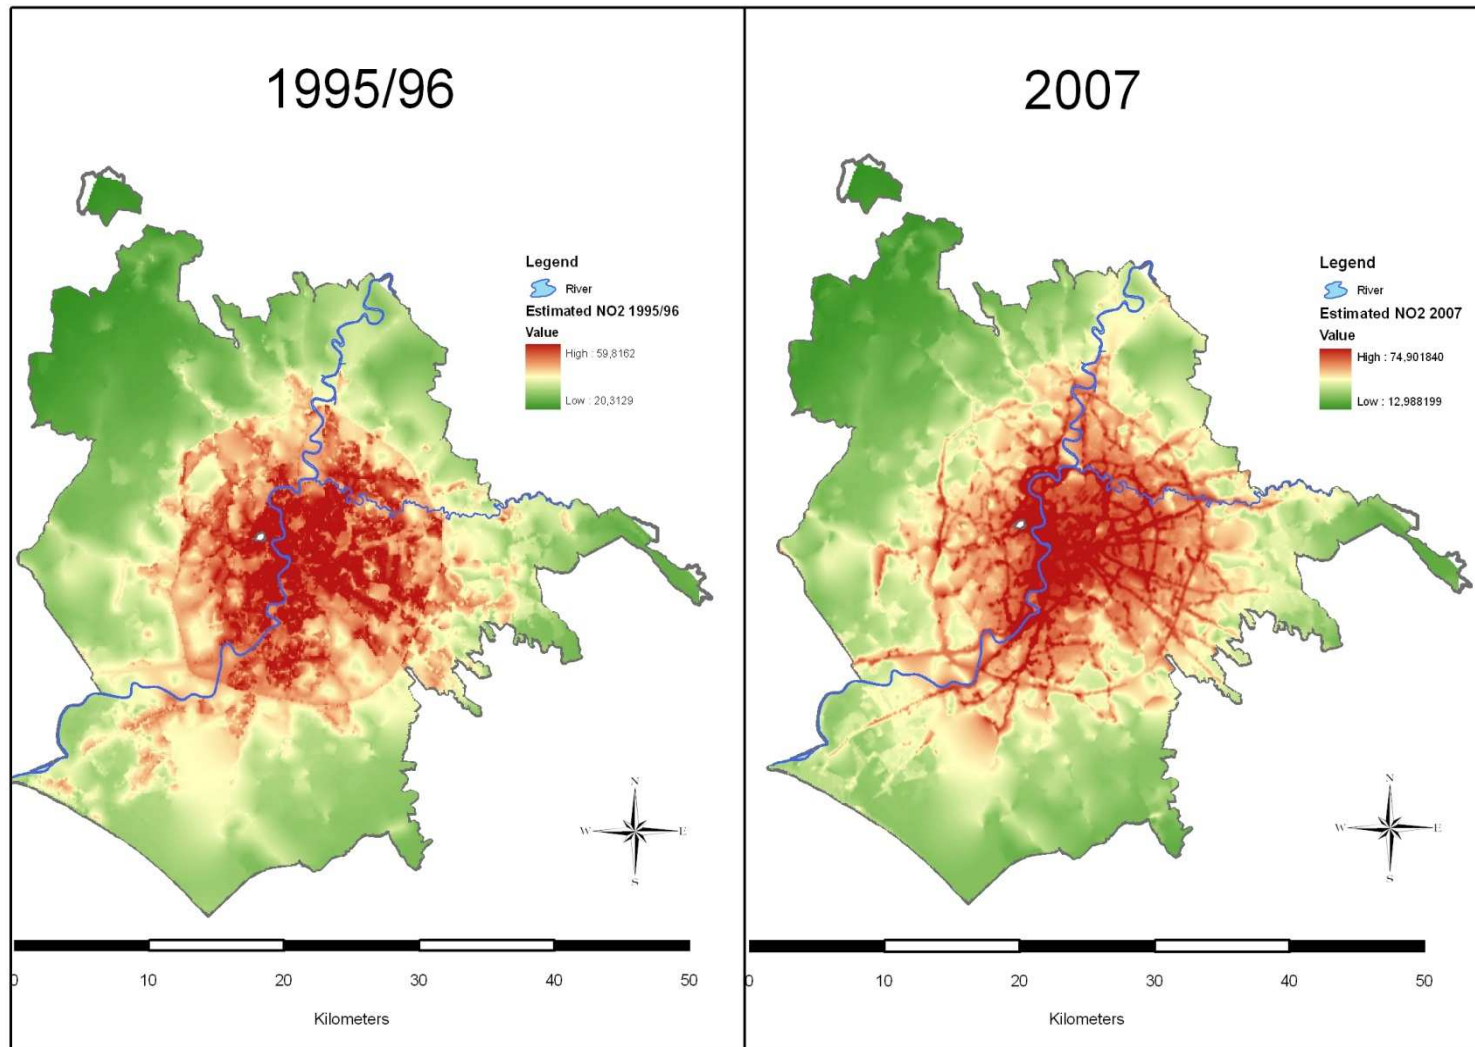 1995/96
Legend
River
Estimated NO2 1995/96
Value
High : 59,8162
Low : 20,3129
N
W E
S
0 10 20 30 40 50
Kilometers
2007
Legend
River
Estimated NO2 2007
Value
High : 74,901840
Low : 12,988199
N
W E
S
0 10 20 30 40 50
Kilometers